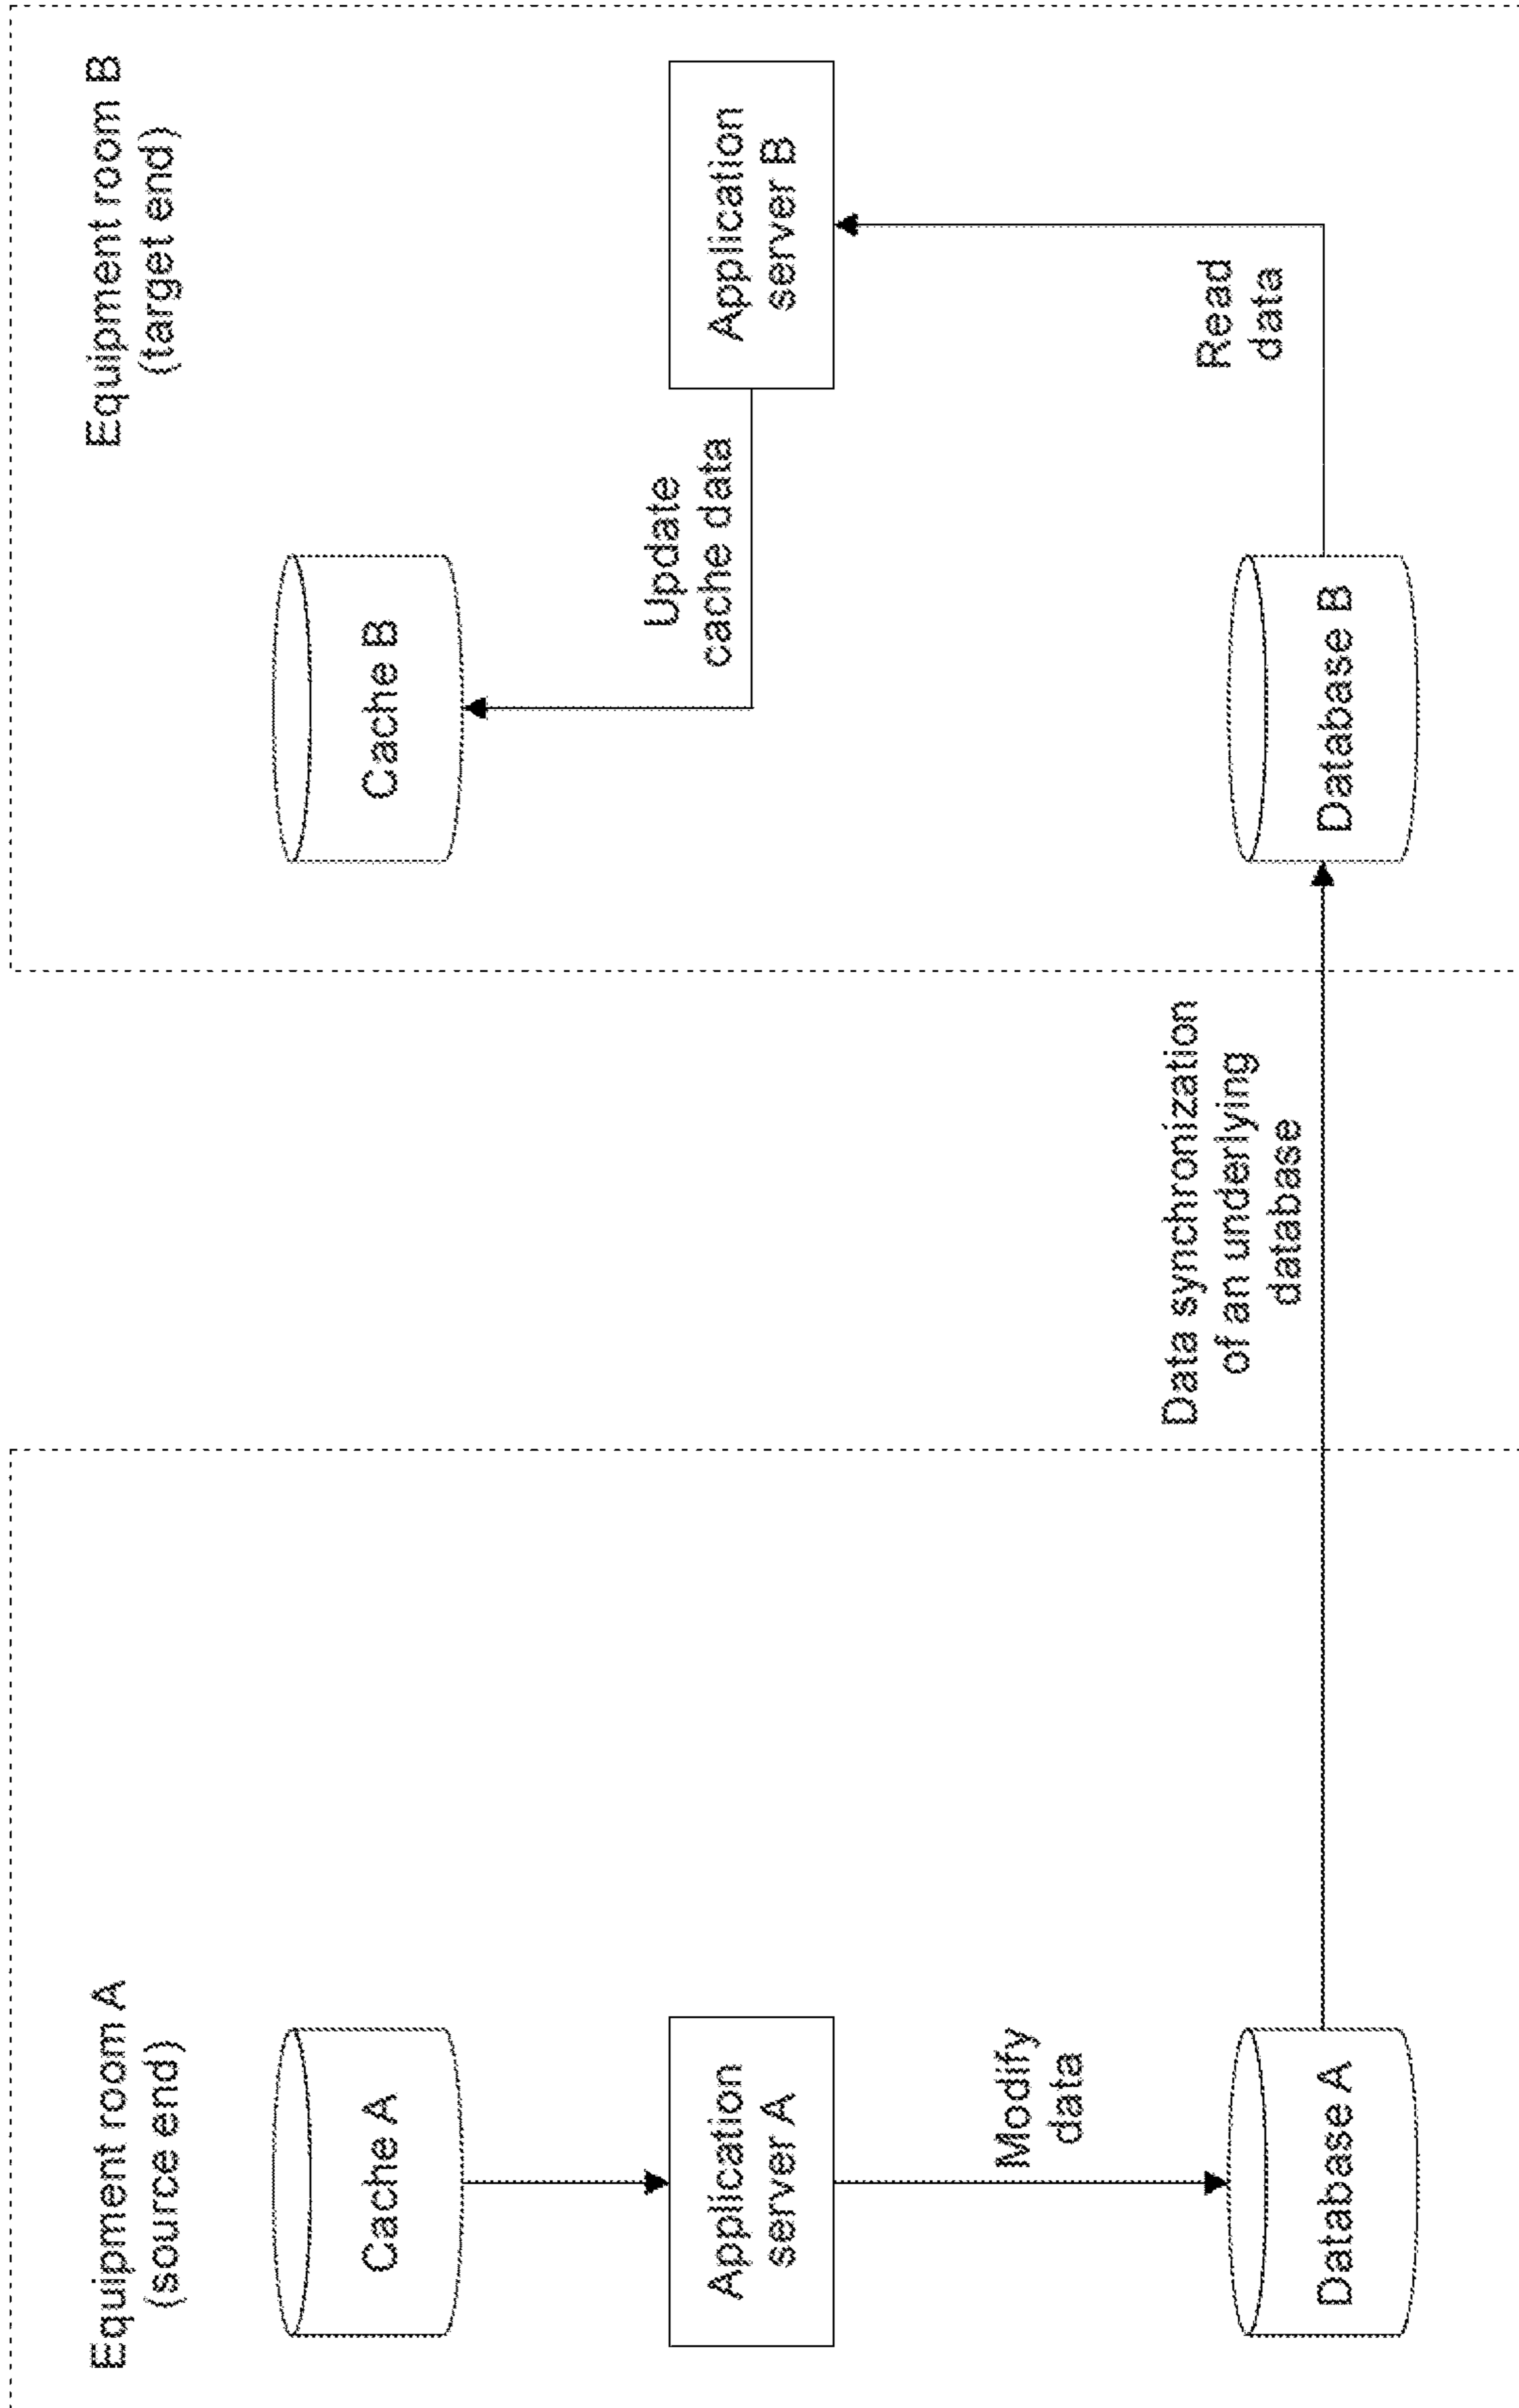 Equipment room A
(source end)
Cache A
Application
server A
Modify
data
Database A
Data synchronization
of an underlying
database
Equipment room B
(target end)
Cache B
Update
cache data
Application
server B
Read
data
Database B